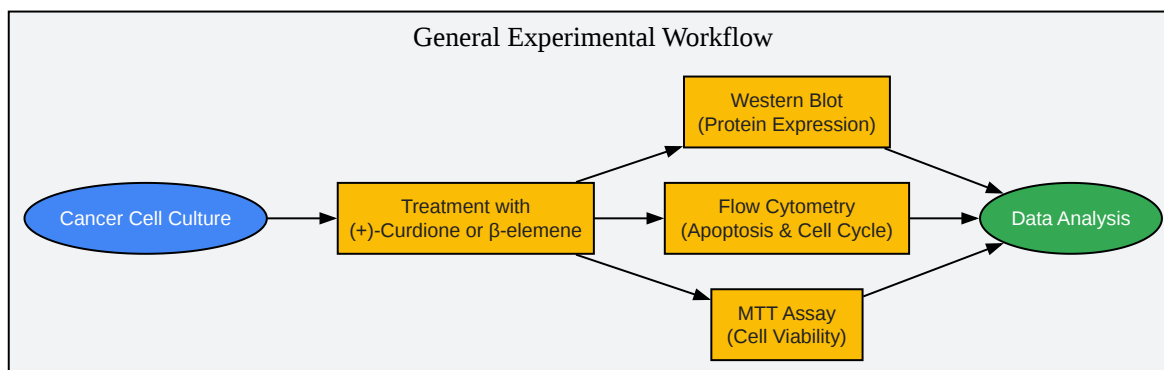 General Experimental Workflow
Cancer Cell Culture
Treatment with
(+)-Curdione or β-elemene
Western Blot
(Protein Expression)
Flow Cytometry
(Apoptosis & Cell Cycle)
MTT Assay
(Cell Viability)
Data Analysis